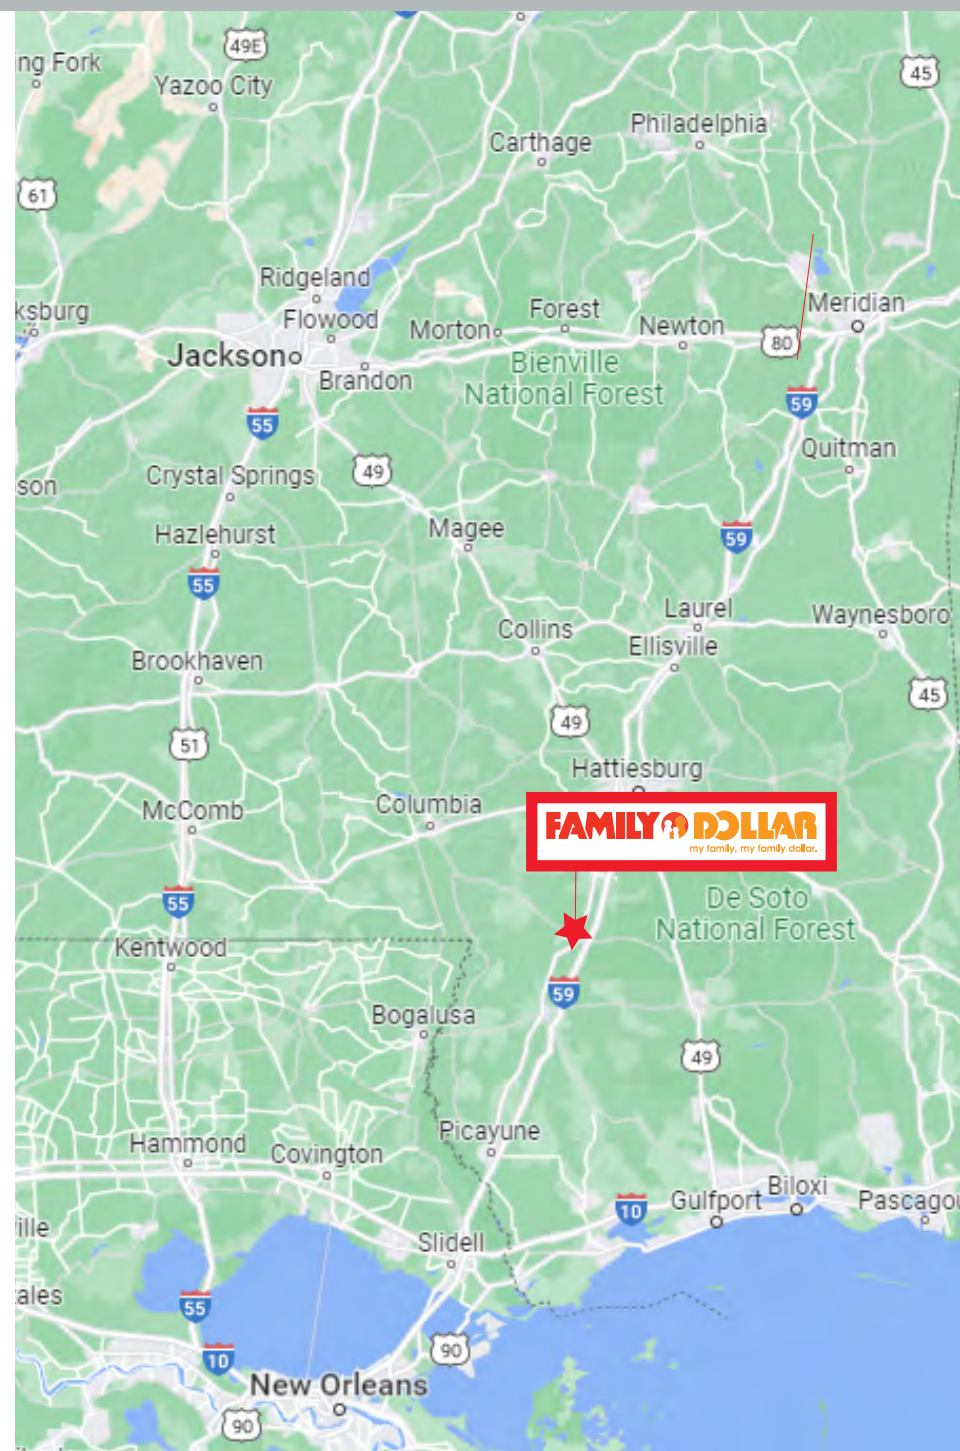 49E
ng Fork
Yazoo City
45
Philadelphia
Carthage
61
Ridgeland
ksburg
Flowood
Morton
Forest
Newton
Meridian
80
Jackson
Brandon
Bienville
National Forest
59
55
Quitman
49
Crystal Springs
son
Magee
Hazlehurst
59
55
Laurel
Waynesboro
Collins
Ellisville
Brookhaven
45
49
51
Hattiesburg
Columbia
McComb
FAMILY DOLLAR
my family, my family dollar.
55
De Soto
National Forest
Kentwood
59
Bogalusa
49
Picayune
Hammond
Covington
Biloxi
Gulfport
Pascagou
10
ille
Slidell
ales
55
90
10
New Orleans
90